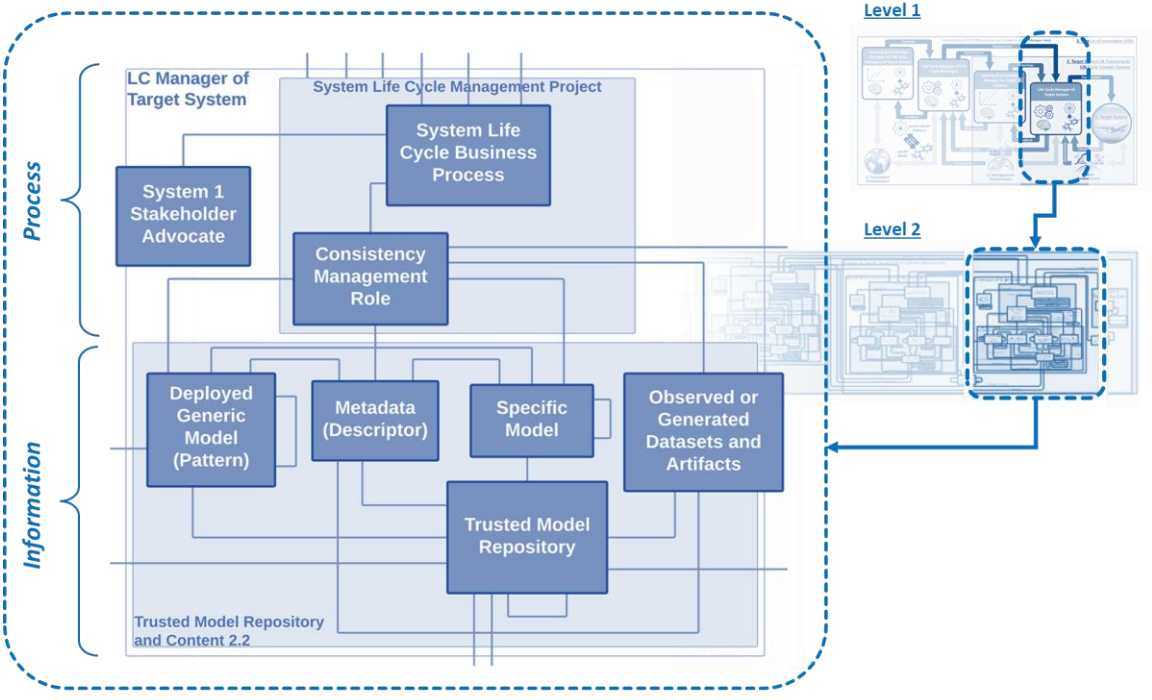 Level 1
LC Manager of
Target System
System Life Cycle Management Project
System Life
Cycle Business
Process
System 1
Stakeholder
Advocate
Process
Consistency
Management
Role
Level 2
Deployed
Generic
Model
(Pattern)
Metadata
(Descriptor)
Specific
Model
Observed or
Generated
Datasets and
Artifacts
Information
Trusted Model
Repository
Trusted Model Repository
and Content 2.2